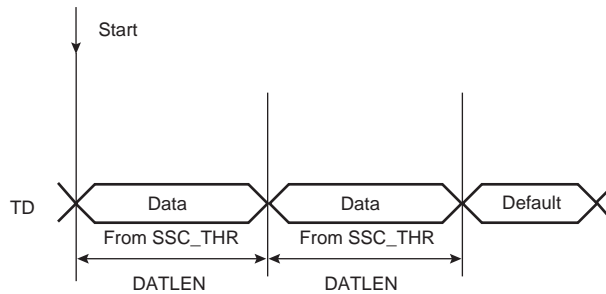 Start
TD
Data
Data
Default
From SSC_THR
From SSC_THR
DATLEN
DATLEN